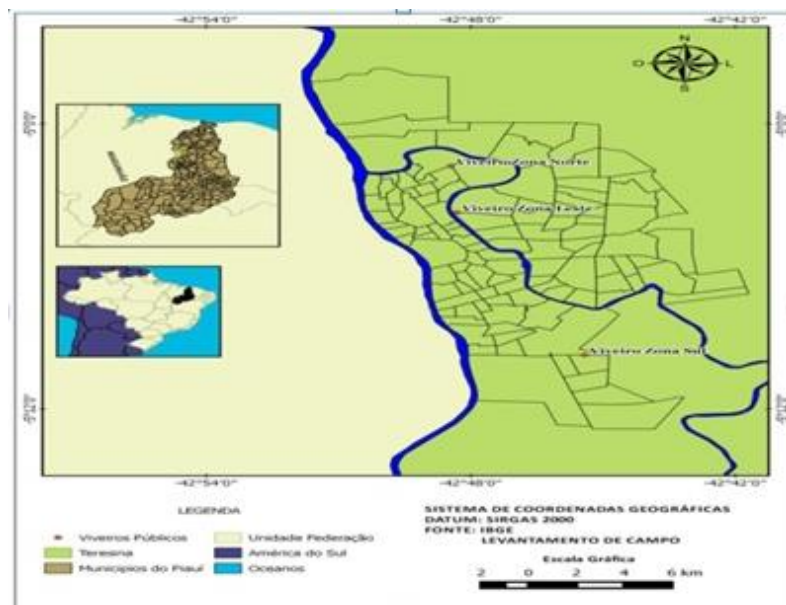 -42°54'0" -42°48'0" -42°42'0"
N
O L
S
Viveiro Zona Norte
Viveiro Zona Leste
Viveiro Zona Sul
-42°54'0" -42°48'0" -42°42'0"
LEGENDA
Viveiros Públicos
Teresina
Municípios do Piauí
Unidade Federação
América do Sul
Oceanos
SISTEMA DE COORDENADAS GEOGRÁFICAS
DATUM: SIRGAS 2000
FONTE: IBGE
LEVANTAMENTO DE CAMPO
Escala Gráfica
2 0 2 4 6 km